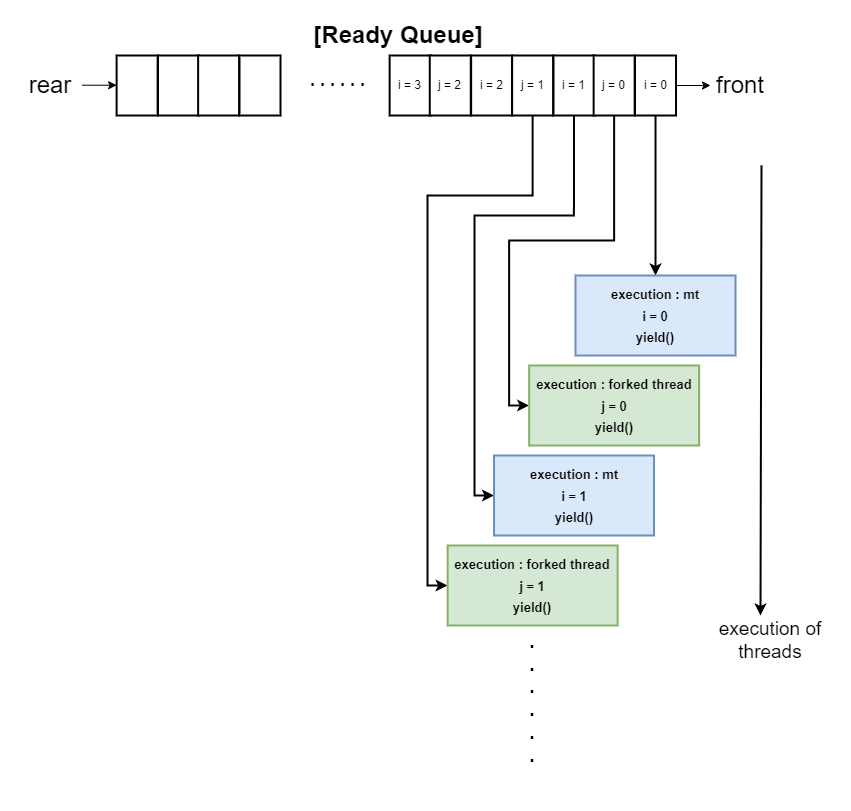 [Ready Queue]
rear
......
i = 3
j = 2
i = 2
j = 1
i = 1
j = 0
i = 0
front
execution : mt
i = 0
yield()
execution : forked thread
j = 0
yield()
execution : mt
i = 1
yield()
execution : forked thread
j = 1
yield()
execution of
threads